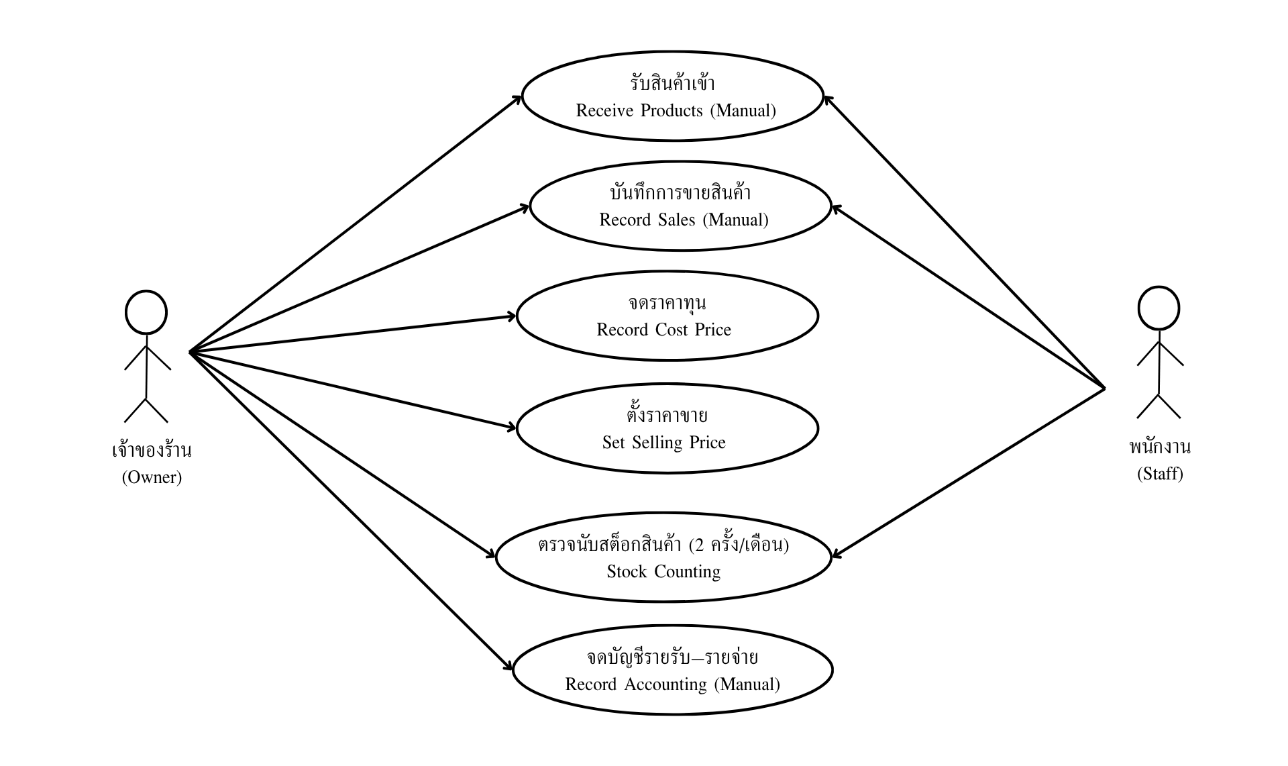 รับสินค้าเข้า
Receive Products (Manual)
บันทึกการขายสินค้า
Record Sales (Manual)
จดราคาทุน
Record Cost Price
ตั้งราคาขาย
Set Selling Price
เจ้าของร้าน
(Owner)
พนักงาน
(Staff)
ตรวจนับสต็อกสินค้า (2 ครั้ง/เดือน)
Stock Counting
จดบัญชีรายรับ–รายจ่าย
Record Accounting (Manual)